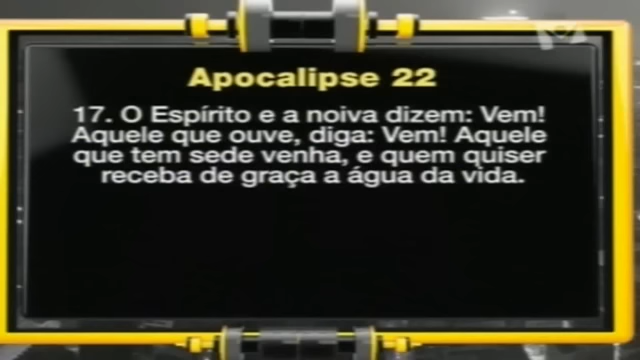 Apocalipse 22
17. O Espírito e a noiva dizem: Vem!
Aquele que ouve, diga: Vem! Aquele
que tem sede venha, e quem quiser
receba de graça a água da vida.